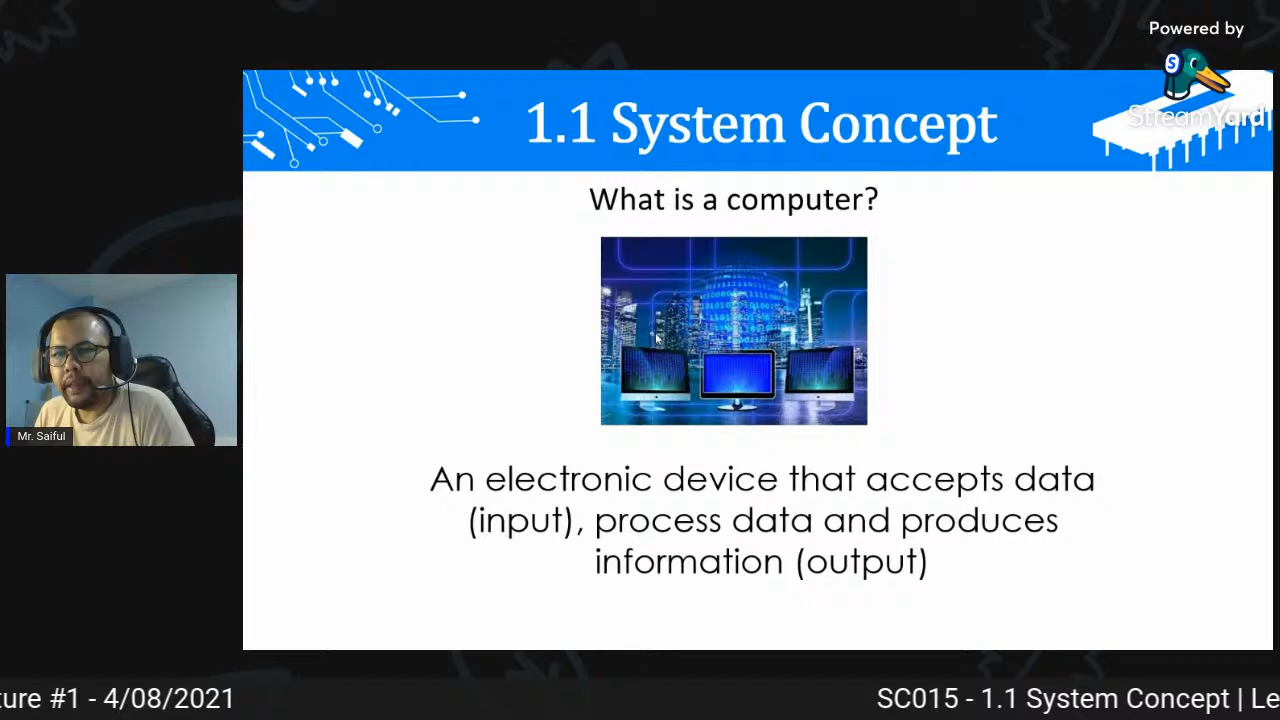 Powered by
StreamYard
1.1 System Concept
What is a computer?
An electronic device that accepts data
(input), process data and produces
information (output)
Mr. Saiful
ture #1 - 4/08/2021
SC015 - 1.1 System Concept | Le